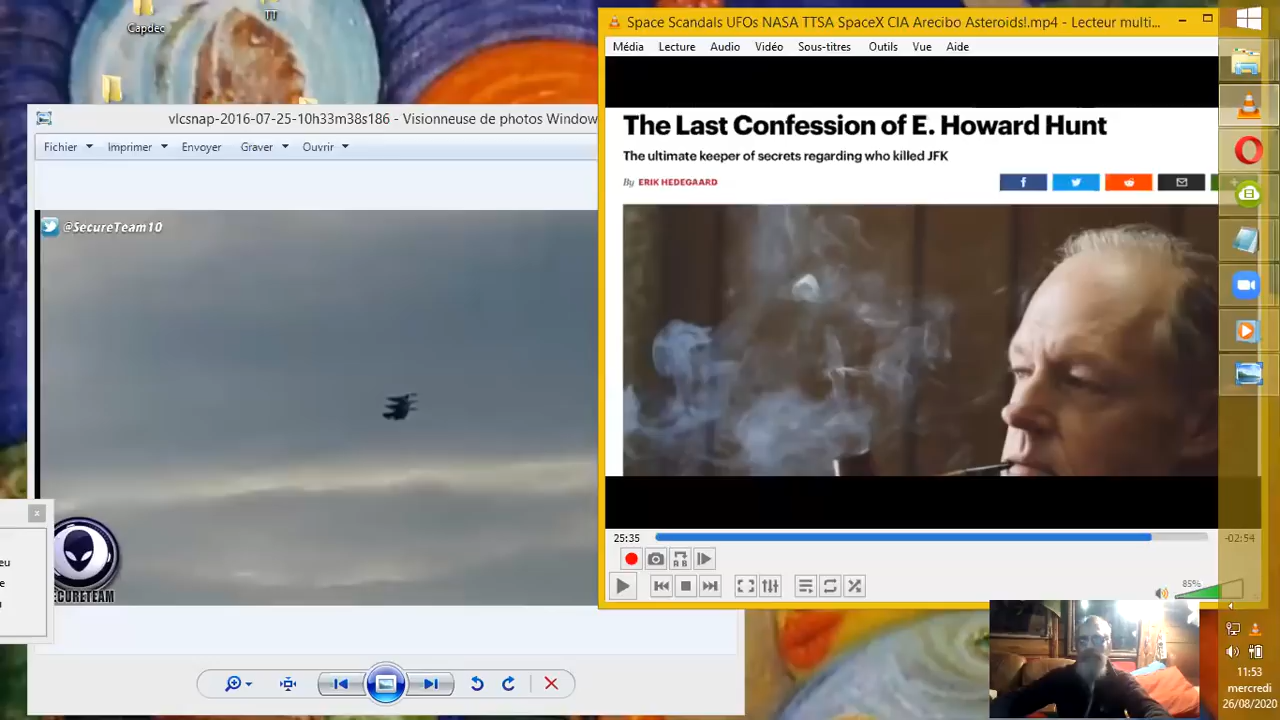 Capdec
TT
vlcsnap-2016-07-25-10h33m38s186 - Visionneuse de photos Window
Fichier Imprimer Envoyer Graver Ouvrir
@SecureTeam10
SECURETEAM
x
eu
e
Space Scandals UFOs NASA TTSA SpaceX CIA Arecibo Asteroids!.mp4 - Lecteur multi...
Média Lecture Audio Vidéo Sous-titres Outils Vue Aide
The Last Confession of E. Howard Hunt
The ultimate keeper of secrets regarding who killed JFK
By ERIK HEDEGAARD
25:35
-02:54
A B
85%
11:53
mercredi
26/08/2020